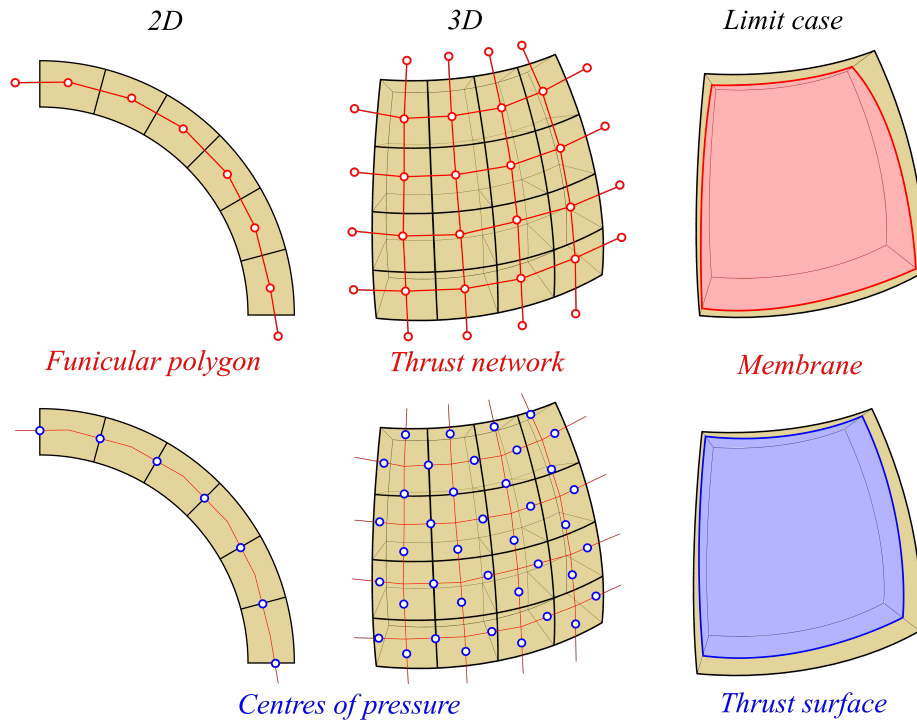 2D
3D
Limit case
Funicular polygon
Thrust network
Membrane
Centres of pressure
Thrust surface